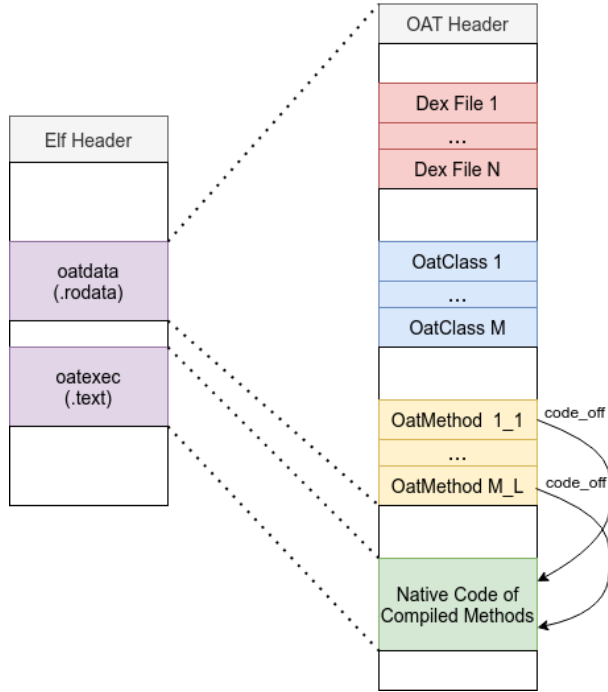 Elf Header
oatdata
(.rodata)
oatexec
(.text)
OAT Header
Dex File 1
...
Dex File N
OatClass 1
...
OatClass M
OatMethod 1_1
code_off
...
OatMethod M_L
code_off
Native Code of
Compiled Methods